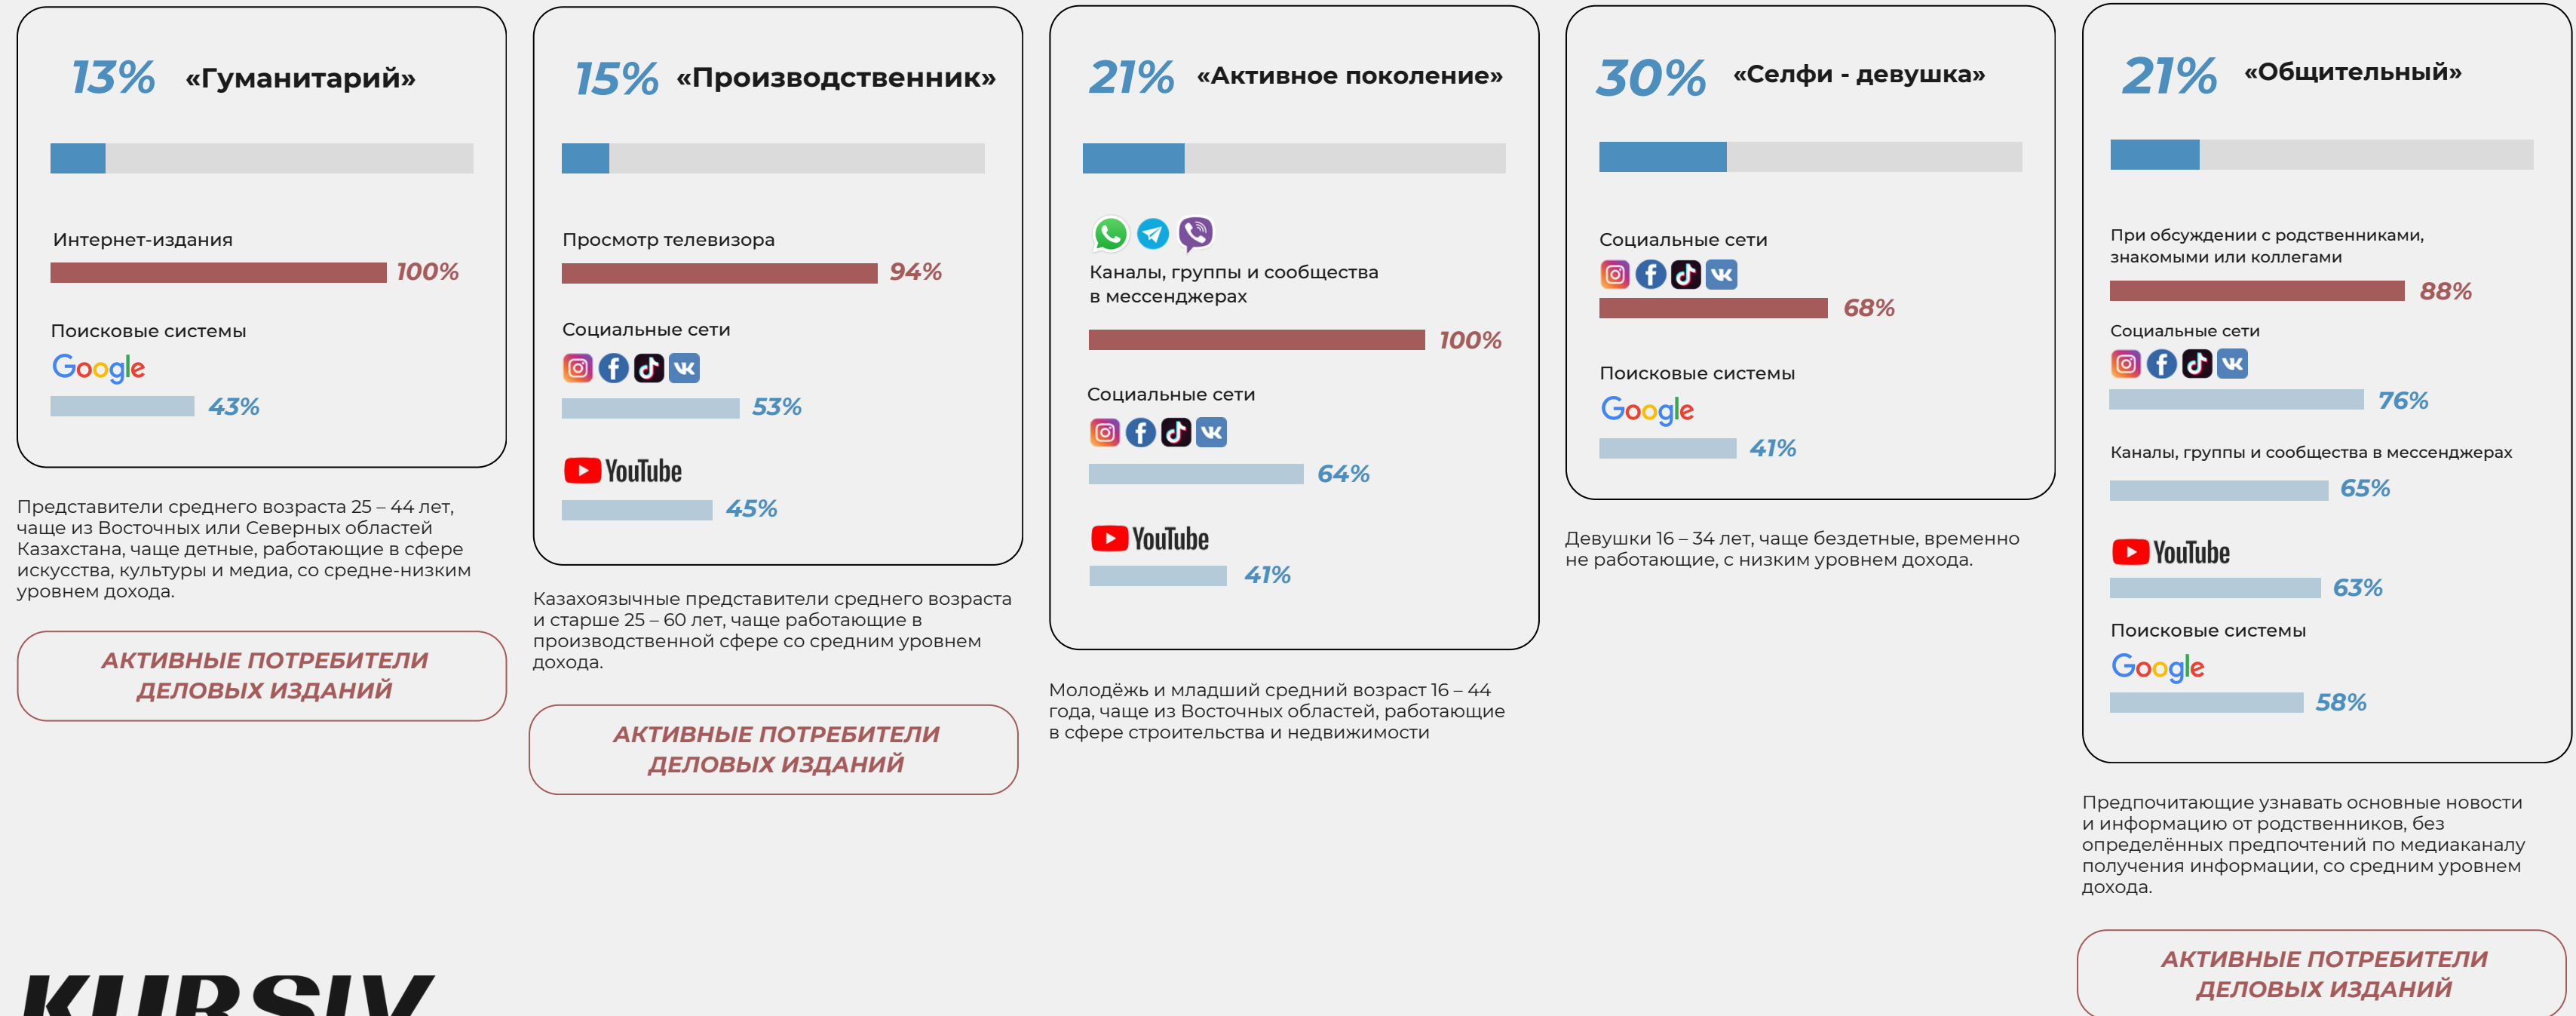 13% «Гуманитарий»
Интернет-издания
100%
Поисковые системы
Google
43%
Представители среднего возраста 25 – 44 лет,
чаще из Восточных или Северных областей
Казахстана, чаще детные, работающие в сфере
искусства, культуры и медиа, со средне-низким
уровнем дохода.
АКТИВНЫЕ ПОТРЕБИТЕЛИ
ДЕЛОВЫХ ИЗДАНИЙ
15% «Производственник»
Просмотр телевизора
94%
Социальные сети
53%
YouTube
45%
Казахоязычные представители среднего возраста
и старше 25 – 60 лет, чаще работающие в
производственной сфере со средним уровнем
дохода.
АКТИВНЫЕ ПОТРЕБИТЕЛИ
ДЕЛОВЫХ ИЗДАНИЙ
21% «Активное поколение»
Каналы, группы и сообщества
в мессенджерах
100%
Социальные сети
64%
YouTube
41%
Молодёжь и младший средний возраст 16 – 44
года, чаще из Восточных областей, работающие
в сфере строительства и недвижимости
30% «Селфи - девушка»
Социальные сети
68%
Поисковые системы
Google
41%
Девушки 16 – 34 лет, чаще бездетные, временно
не работающие, с низким уровнем дохода.
21% «Общительный»
При обсуждении с родственниками,
знакомыми или коллегами
88%
Социальные сети
76%
Каналы, группы и сообщества в мессенджерах
65%
YouTube
63%
Поисковые системы
Google
58%
Предпочитающие узнавать основные новости
и информацию от родственников, без
определённых предпочтений по медиаканалу
получения информации, со средним уровнем
дохода.
АКТИВНЫЕ ПОТРЕБИТЕЛИ
ДЕЛОВЫХ ИЗДАНИЙ
KURSIV